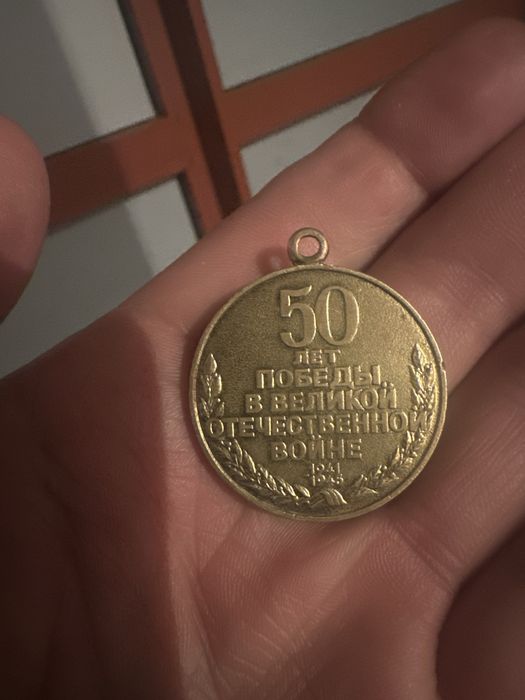 50
ЛЕТ
ПОБЕДЫ
В ВЕЛИКОЙ
ОТЕЧЕСТВЕННОЙ
ВОЙНЕ
1941
1945